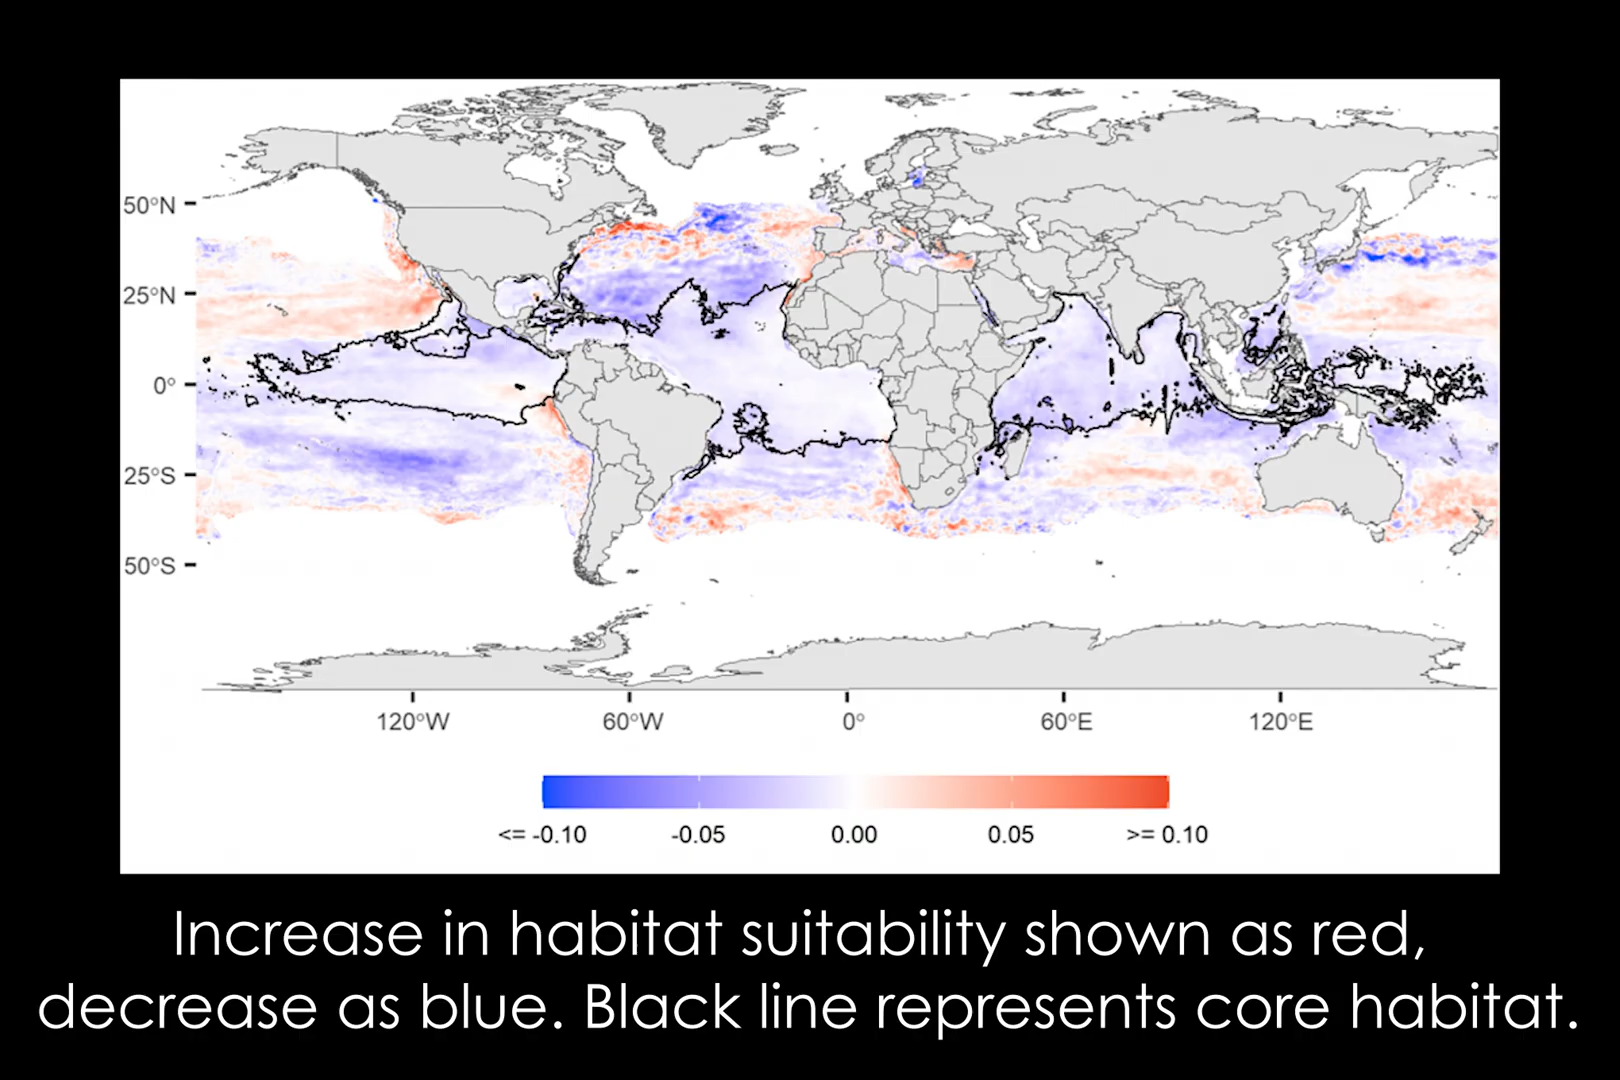 50°N
25°N
0°
25°S
50°S
120°W 60°W 0° 60°E 120°E
<= -0.10 -0.05 0.00 0.05 >= 0.10
Increase in habitat suitability shown as red,
decrease as blue. Black line represents core habitat.